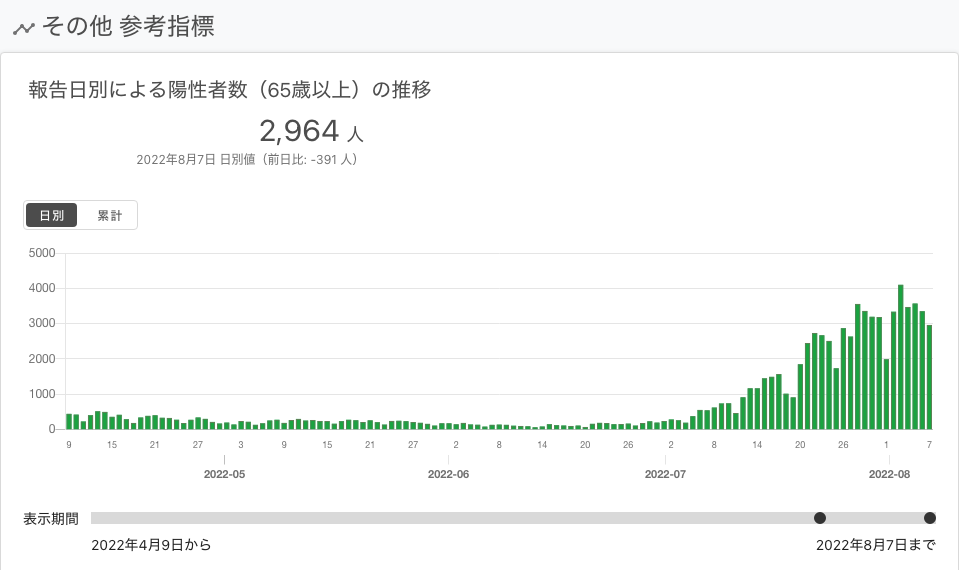 その他 参考指標
報告日別による陽性者数（65歳以上）の推移
2,964 人
2022年8月7日 日別値（前日比: -391 人）
日別 累計
5000
4000
3000
2000
1000
0
9 15 21 27 3 9 15 21 27 2 8 14 20 26 2 8 14 20 26 1 7
2022-05 2022-06 2022-07 2022-08
表示期間
2022年4月9日から 2022年8月7日まで